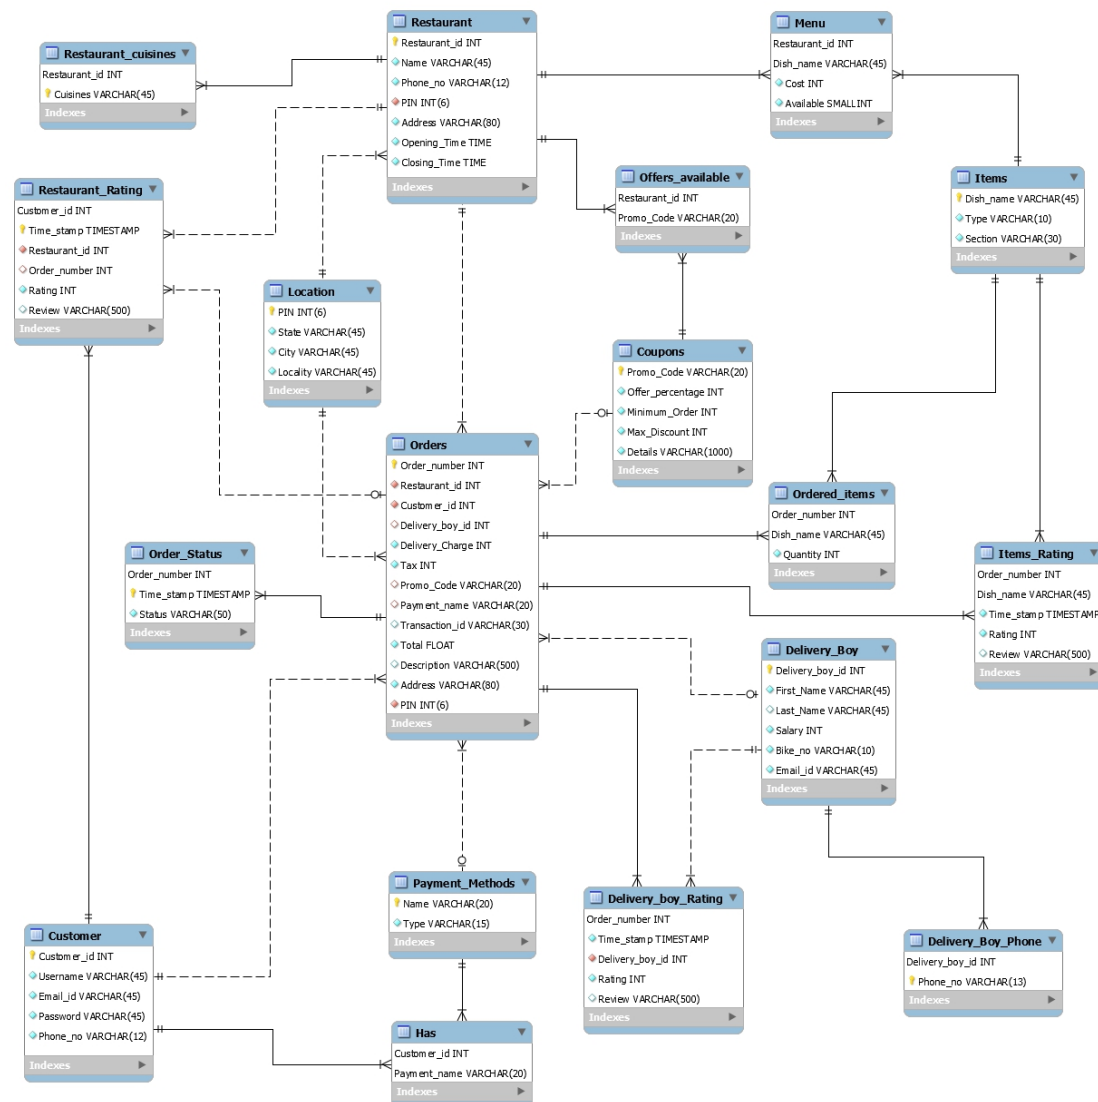 Restaurant
Restaurant_id INT
Name VARCHAR(45)
Phone_no VARCHAR(12)
PIN INT(6)
Address VARCHAR(80)
Opening_Time TIME
Closing_Time TIME
Indexes
Menu
Restaurant_id INT
Dish_name VARCHAR(45)
Cost INT
Available SMALLINT
Indexes
Restaurant_cuisines
Restaurant_id INT
Cuisines VARCHAR(45)
Indexes
Restaurant_Rating
Customer_id INT
Time_stamp TIMESTAMP
Restaurant_id INT
Order_number INT
Rating INT
Review VARCHAR(500)
Indexes
Offers_available
Restaurant_id INT
Promo_Code VARCHAR(20)
Indexes
Items
Dish_name VARCHAR(45)
Type VARCHAR(10)
Section VARCHAR(30)
Indexes
Location
PIN INT(6)
State VARCHAR(45)
City VARCHAR(45)
Locality VARCHAR(45)
Indexes
Coupons
Promo_Code VARCHAR(20)
Offer_percentage INT
Minimum_Order INT
Max_Discount INT
Details VARCHAR(1000)
Indexes
Orders
Order_number INT
Restaurant_id INT
Customer_id INT
Delivery_boy_id INT
Delivery_Charge INT
Tax INT
Promo_Code VARCHAR(20)
Payment_name VARCHAR(20)
Transaction_id VARCHAR(30)
Total FLOAT
Description VARCHAR(500)
Address VARCHAR(80)
PIN INT(6)
Indexes
Ordered_items
Order_number INT
Dish_name VARCHAR(45)
Quantity INT
Indexes
Order_Status
Order_number INT
Time_stamp TIMESTAMP
Status VARCHAR(50)
Indexes
Items_Rating
Order_number INT
Dish_name VARCHAR(45)
Time_stamp TIMESTAMP
Rating INT
Review VARCHAR(500)
Indexes
Delivery_Boy
Delivery_boy_id INT
First_Name VARCHAR(45)
Last_Name VARCHAR(45)
Salary INT
Bike_no VARCHAR(10)
Email_id VARCHAR(45)
Indexes
Payment_Methods
Name VARCHAR(20)
Type VARCHAR(15)
Indexes
Delivery_boy_Rating
Order_number INT
Time_stamp TIMESTAMP
Delivery_boy_id INT
Rating INT
Review VARCHAR(500)
Indexes
Customer
Customer_id INT
Username VARCHAR(45)
Email_id VARCHAR(45)
Password VARCHAR(45)
Phone_no VARCHAR(12)
Indexes
Delivery_Boy_Phone
Delivery_boy_id INT
Phone_no VARCHAR(13)
Indexes
Has
Customer_id INT
Payment_name VARCHAR(20)
Indexes